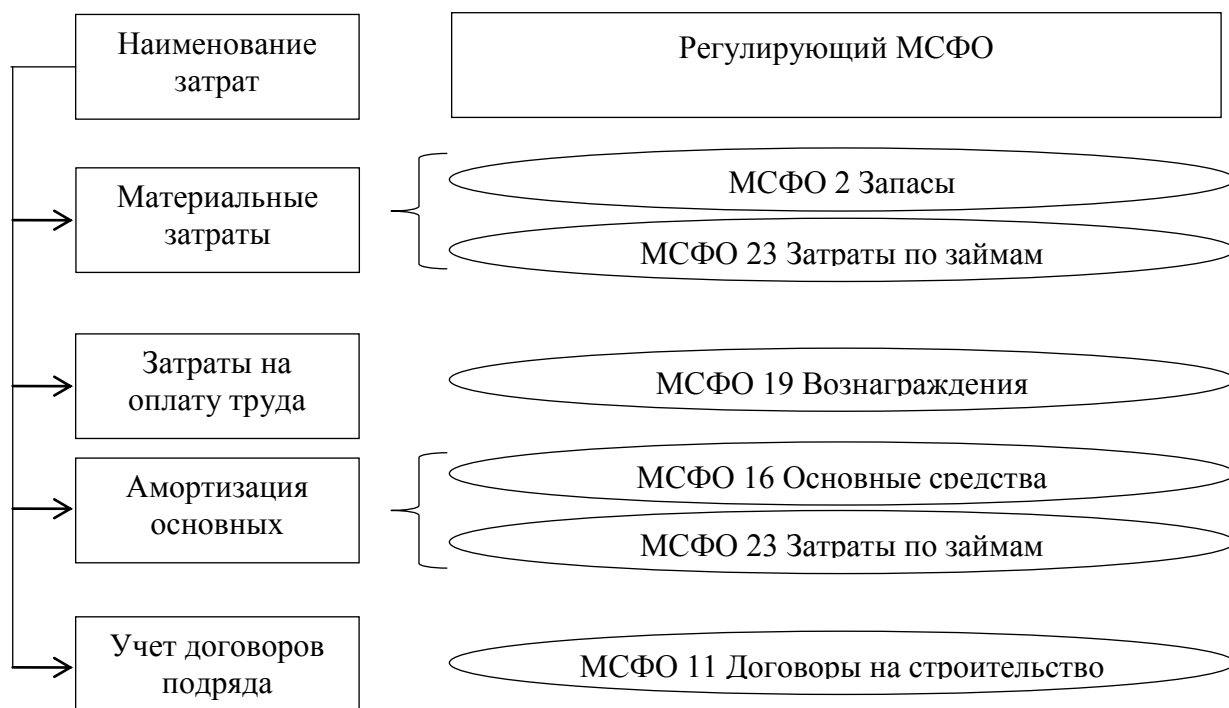 Наименование
затрат
Регулирующий МСФО
Материальные
затраты
МСФО 2 Запасы
МСФО 23 Затраты по займам
Затраты на
оплату труда
МСФО 19 Вознаграждения
Амортизация
основных
МСФО 16 Основные средства
МСФО 23 Затраты по займам
Учет договоров
подряда
МСФО 11 Договоры на строительство